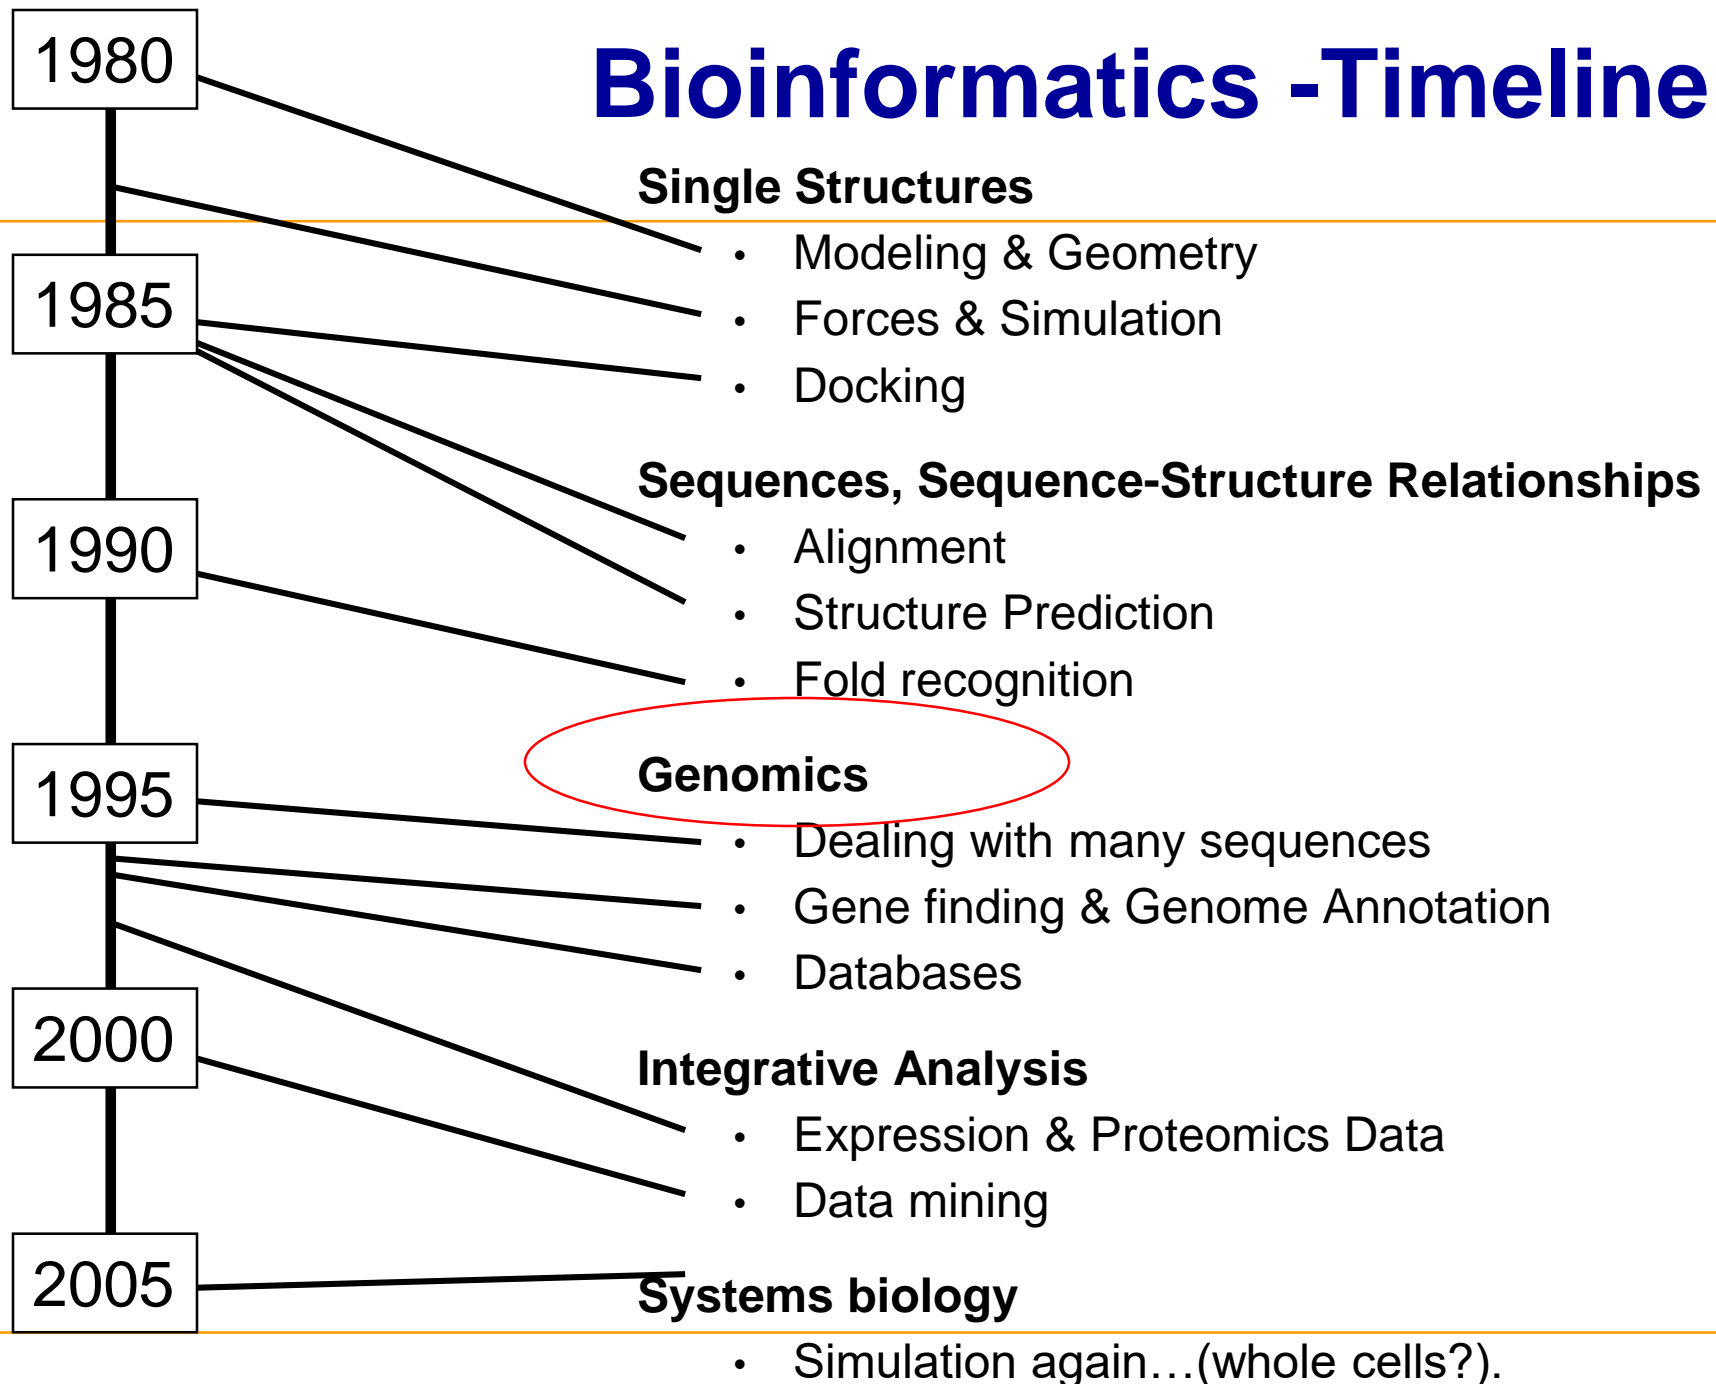 Bioinformatics -Timeline
1980
1985
1990
1995
2000
2005
Single Structures
• Modeling & Geometry
• Forces & Simulation
• Docking
Sequences, Sequence-Structure Relationships
• Alignment
• Structure Prediction
• Fold recognition
Genomics
• Dealing with many sequences
• Gene finding & Genome Annotation
• Databases
Integrative Analysis
• Expression & Proteomics Data
• Data mining
Systems biology
• Simulation again…(whole cells?).